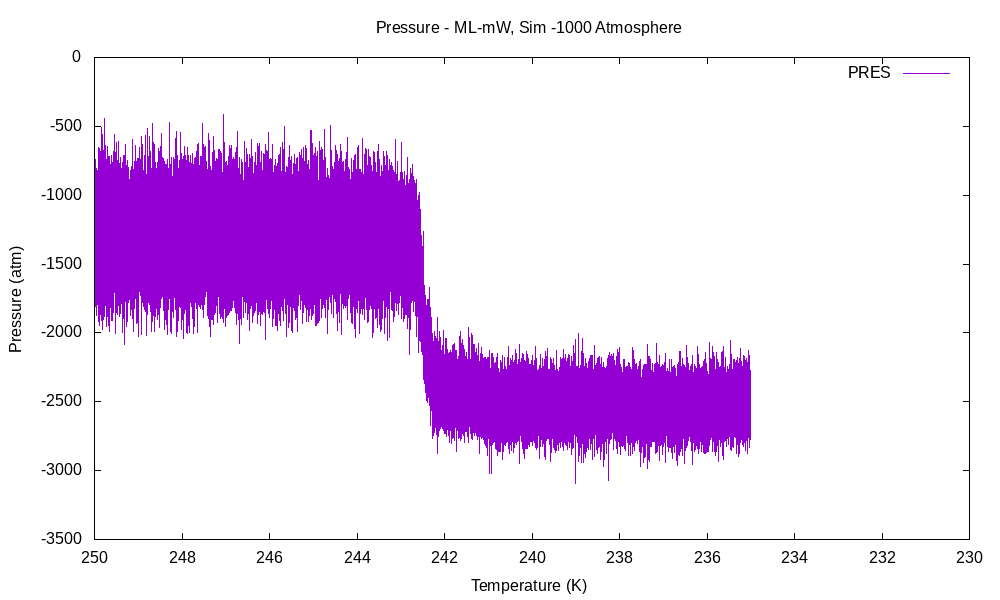 Pressure - ML-mW, Sim -1000 Atmosphere
PRES
0
-500
-1000
-1500
-2000
-2500
-3000
-3500
Pressure (atm)
250 248 246 244 242 240 238 236 234 232 230
Temperature (K)